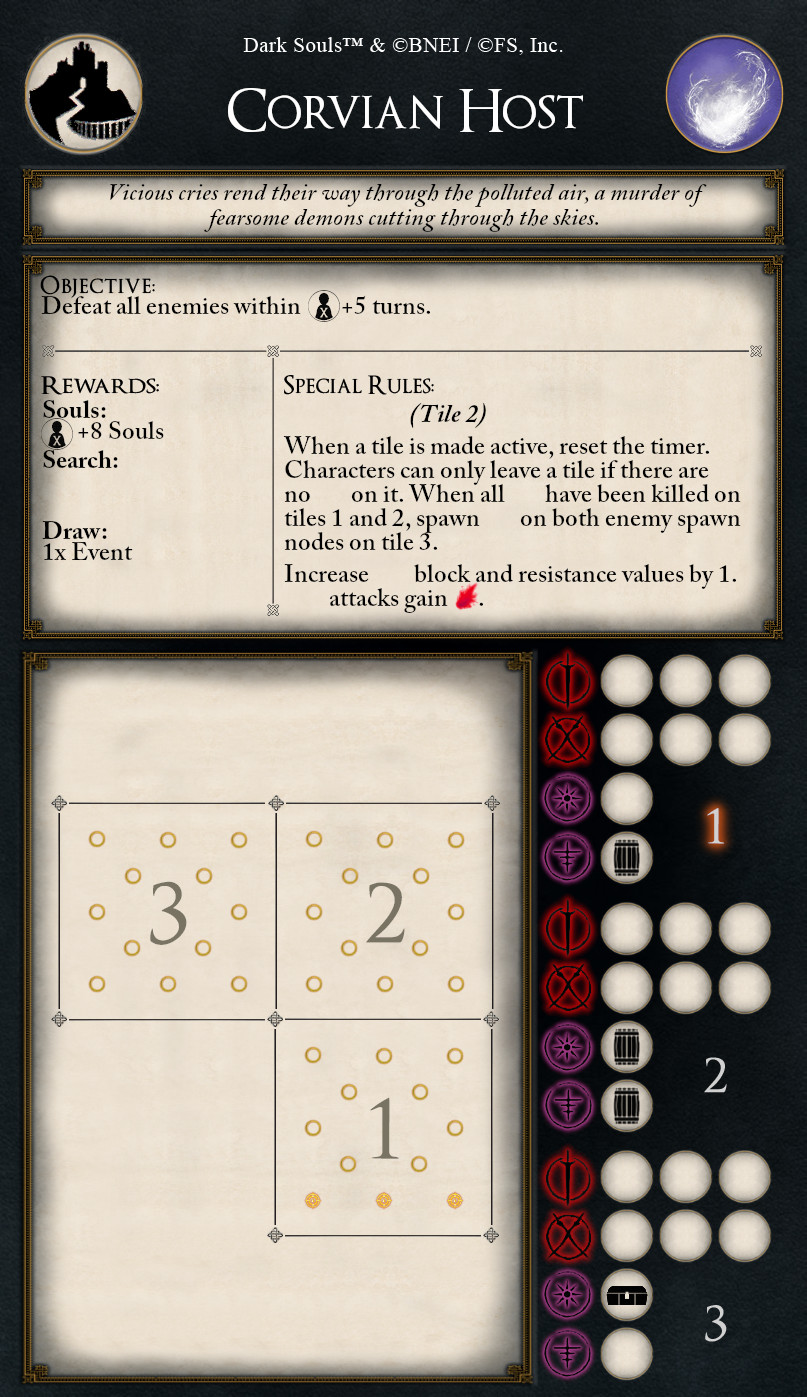 Dark Souls™ & ©BNEI / ©FS, Inc.
Corvian Host
Vicious cries rend their way through the polluted air, a murder of
fearsome demons cutting through the skies.
Objective:
Defeat all enemies within X+5 turns.
Rewards:
Souls:
X+8 Souls
Search:
Draw:
1x Event
Special Rules:
(Tile 2)
When a tile is made active, reset the timer.
Characters can only leave a tile if there are
no on it. When all have been killed on
tiles 1 and 2, spawn on both enemy spawn
nodes on tile 3.
Increase block and resistance values by 1.
attacks gain .
3
2
1
1
2
3